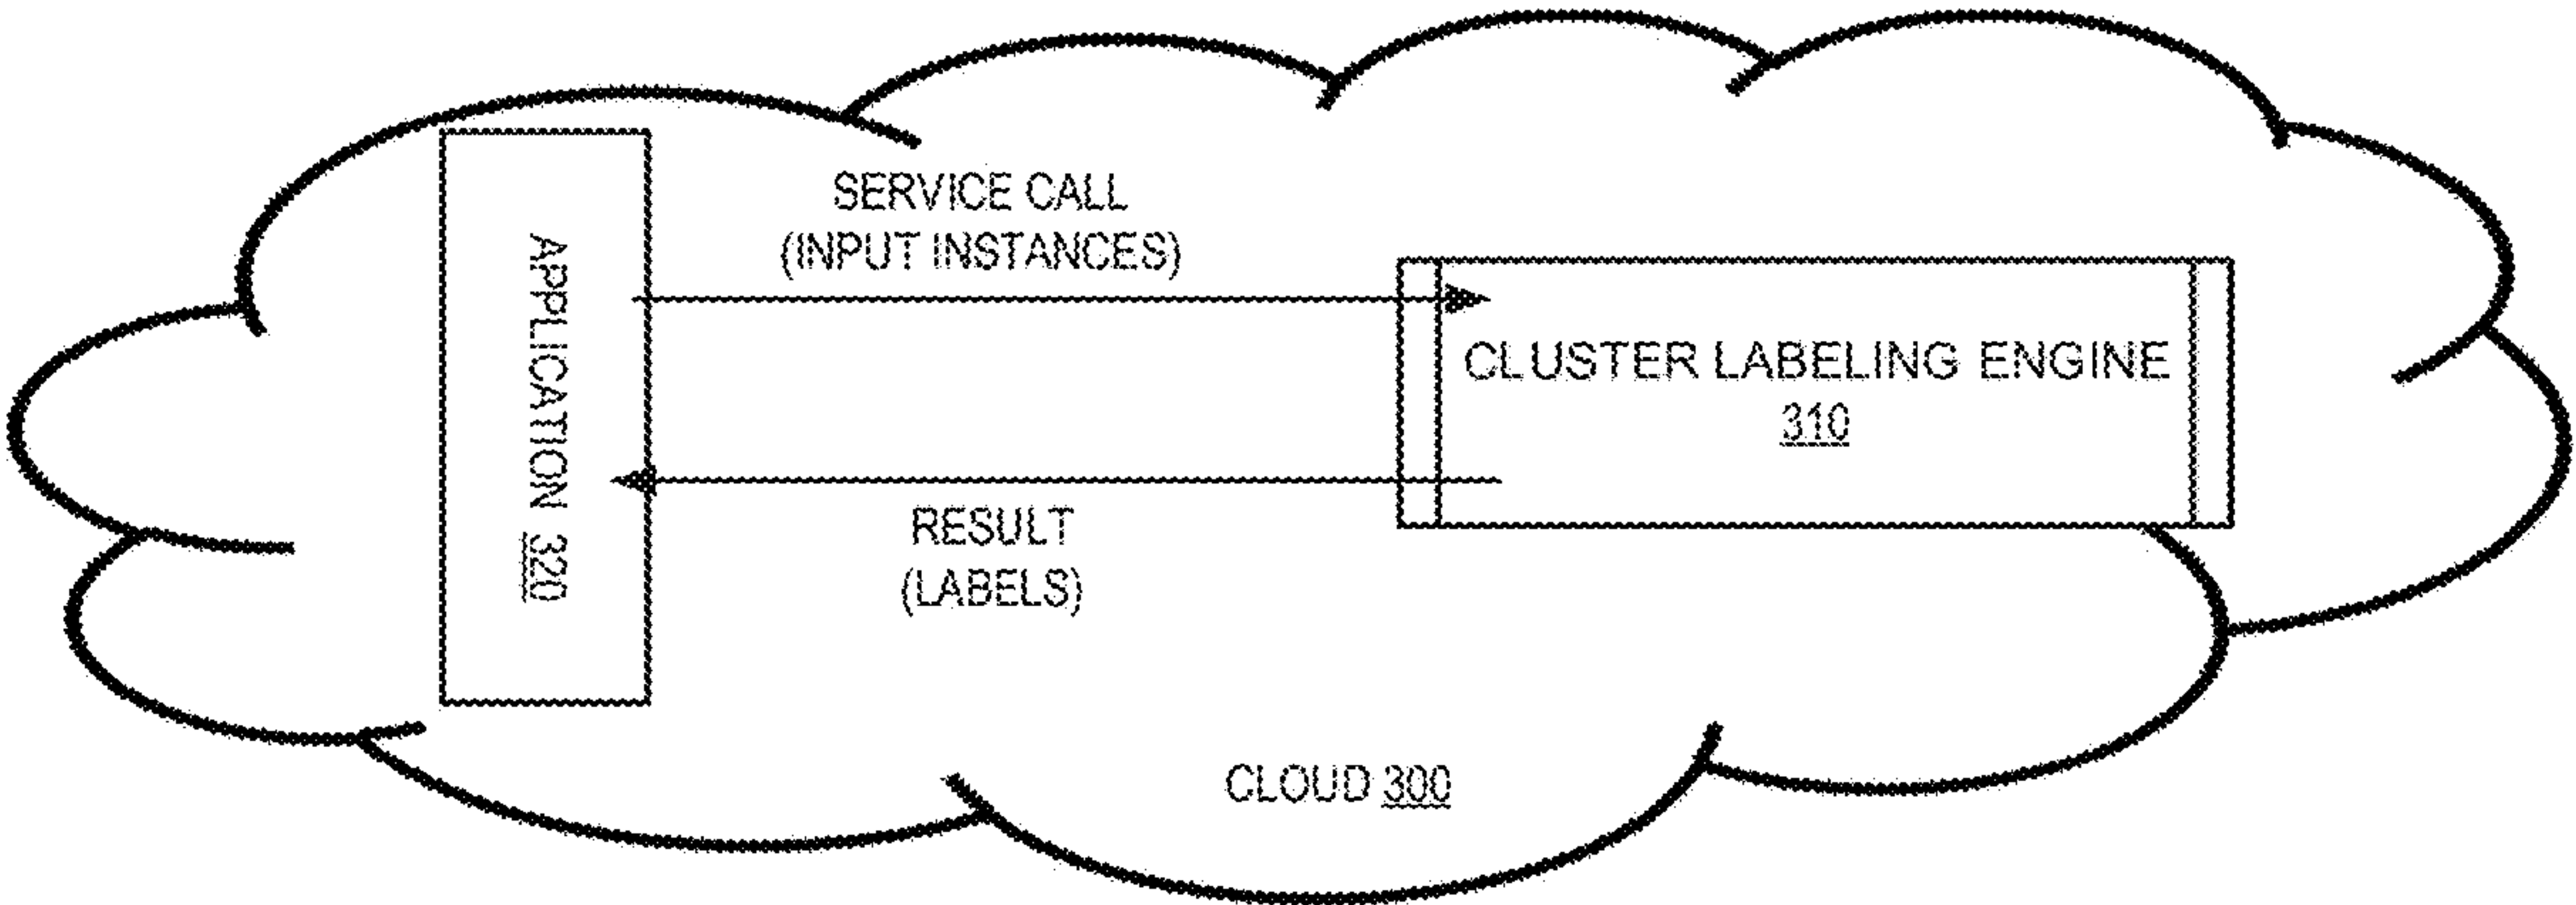 SERVICE CALL
(INPUT INSTANCES)
APPLICATION 320
CLUSTER LABELING ENGINE
310
RESULT
(LABELS)
CLOUD 300